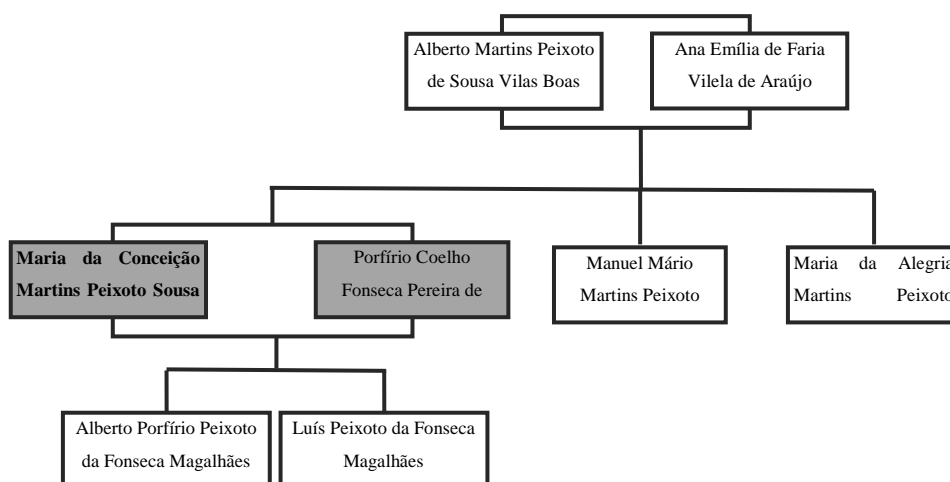 Alberto Martins Peixoto
de Sousa Vilas Boas
Ana Emília de Faria
Vilela de Araújo
Maria da Conceição
Martins Peixoto Sousa
Porfírio Coelho
Fonseca Pereira de
Manuel Mário
Martins Peixoto
Maria da Alegria
Martins Peixoto
Alberto Porfírio Peixoto
da Fonseca Magalhães
Luís Peixoto da Fonseca
Magalhães